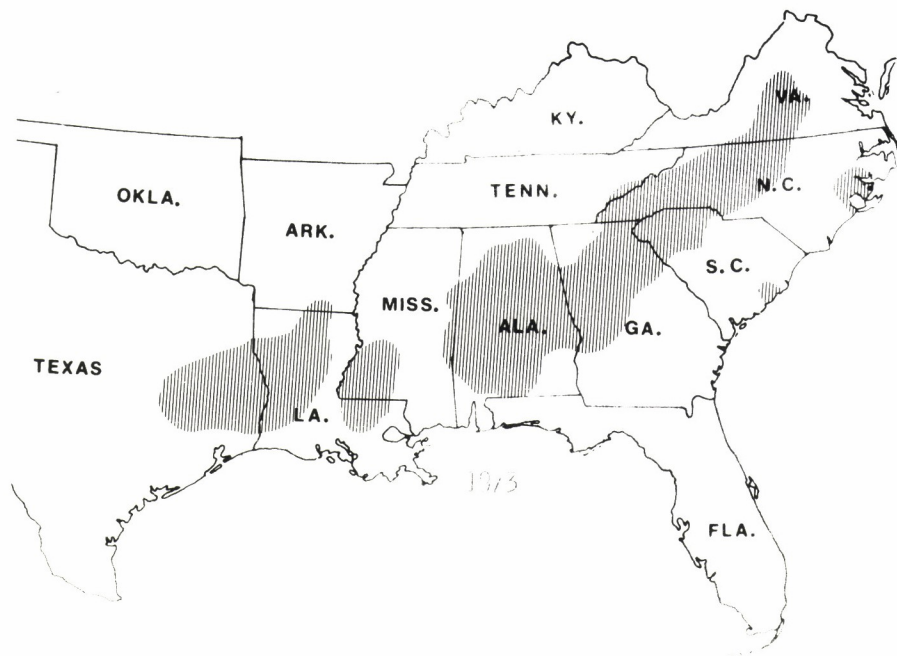 VA.
KY.
TENN.
N.C.
OKLA.
ARK.
S.C.
MISS.
ALA.
GA.
TEXAS
LA.
1973
FLA.